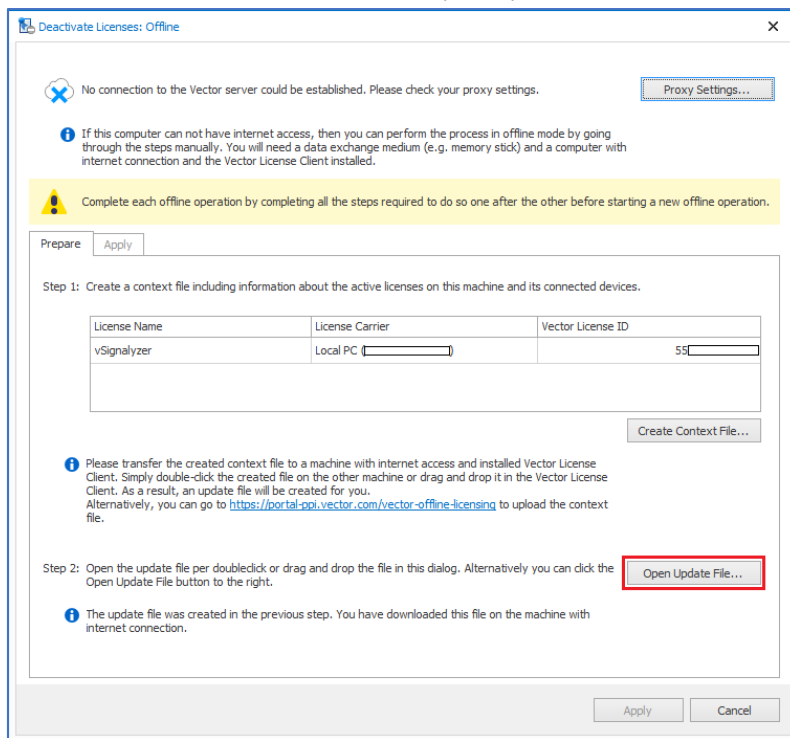 Deactivate Licenses: Offline
No connection to the Vector server could be established. Please check your proxy settings.
Proxy Settings...
If this computer can not have internet access, then you can perform the process in offline mode by going
through the steps manually. You will need a data exchange medium (e.g. memory stick) and a computer with
internet connection and the Vector License Client installed.
Complete each offline operation by completing all the steps required to do so one after the other before starting a new offline operation.
Prepare Apply
Step 1: Create a context file including information about the active licenses on this machine and its connected devices.
License Name License Carrier Vector License ID
vSignalyzer Local PC ( ) 55
Create Context File...
Please transfer the created context file to a machine with internet access and installed Vector License
Client. Simply double-click the created file on the other machine or drag and drop it in the Vector License
Client. As a result, an update file will be created for you.
Alternatively, you can go to https://portal-ppi.vector.com/vector-offline-licensing to upload the context
file.
Step 2: Open the update file per doubleclick or drag and drop the file in this dialog. Alternatively you can click the
Open Update File button to the right.
Open Update File...
The update file was created in the previous step. You have downloaded this file on the machine with
internet connection.
Apply Cancel